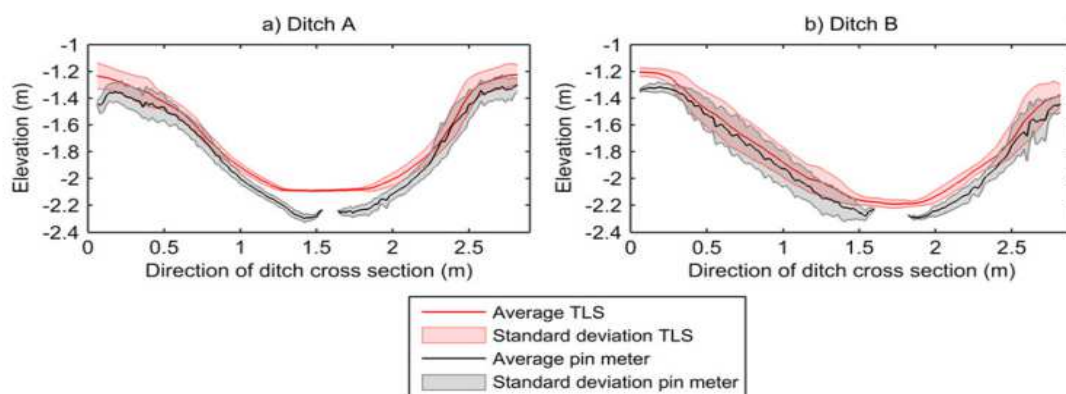 a) Ditch A
b) Ditch B
-1
-1.2
-1.4
-1.6
-1.8
-2
-2.2
-2.4
Elevation (m)
0 0.5 1 1.5 2 2.5
Direction of ditch cross section (m)
-1
-1.2
-1.4
-1.6
-1.8
-2
-2.2
-2.4
Elevation (m)
0 0.5 1 1.5 2 2.5
Direction of ditch cross section (m)
Average TLS
Standard deviation TLS
Average pin meter
Standard deviation pin meter